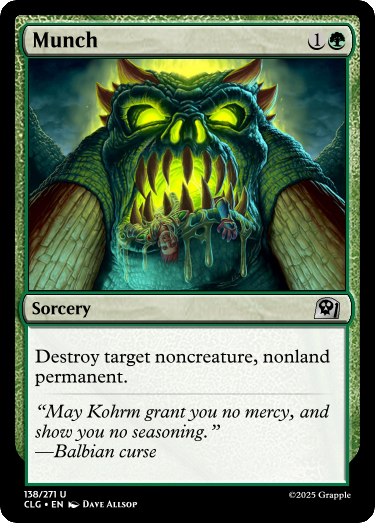 Munch 1
Sorcery
Destroy target noncreature, nonland
permanent.
“May Kohrm grant you no mercy, and
show you no seasoning.”
—Balbian curse
138/271 U
CLG • EN Dave Allsop
©2025 Grapple